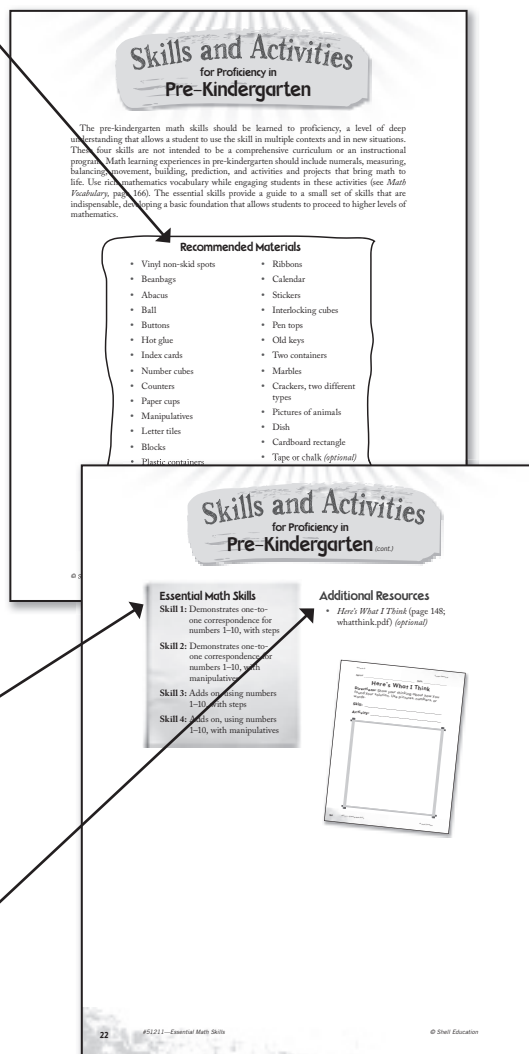 Skills and Activities
for Proficiency in
Pre-Kindergarten
The pre-kindergarten math skills should be learned to proficiency, a level of deep
understanding that allows a student to use the skill in multiple contexts and in new situations.
These four skills are not intended to be a comprehensive curriculum or an instructional
program. Math learning experiences in pre-kindergarten should include numerals, measuring,
balancing, movement, building, prediction, and activities and projects that bring math to
life. Use rich mathematics vocabulary while engaging students in these activities (see Math
Vocabulary, page 166). The essential skills provide a guide to a small set of skills that are
indispensable, developing a basic foundation that allows students to proceed to higher levels of
mathematics.
Recommended Materials
• Vinyl non-skid spots
• Beanbags
• Abacus
• Ball
• Buttons
• Hot glue
• Index cards
• Number cubes
• Counters
• Paper cups
• Manipulatives
• Letter tiles
• Blocks
• Plastic containers
• Ribbons
• Calendar
• Stickers
• Interlocking cubes
• Pen tops
• Old keys
• Two containers
• Marbles
• Crackers, two different
types
• Pictures of animals
• Dish
• Cardboard rectangle
• Tape or chalk (optional)
© S
Skills and Activities
for Proficiency in
Pre-Kindergarten (cont.)
Essential Math Skills
Skill 1: Demonstrates one-to-
one correspondence for
numbers 1–10, with steps
Skill 2: Demonstrates one-to-
one correspondence for
numbers 1–10, with
manipulatives
Skill 3: Adds on, using numbers
1–10, with steps
Skill 4: Adds on, using numbers
1–10, with manipulatives
Additional Resources
• Here's What I Think (page 148;
whatthink.pdf) (optional)
Here's What I Think
Skill:
Activity:
22
#51211—Essential Math Skills
© Shell Education